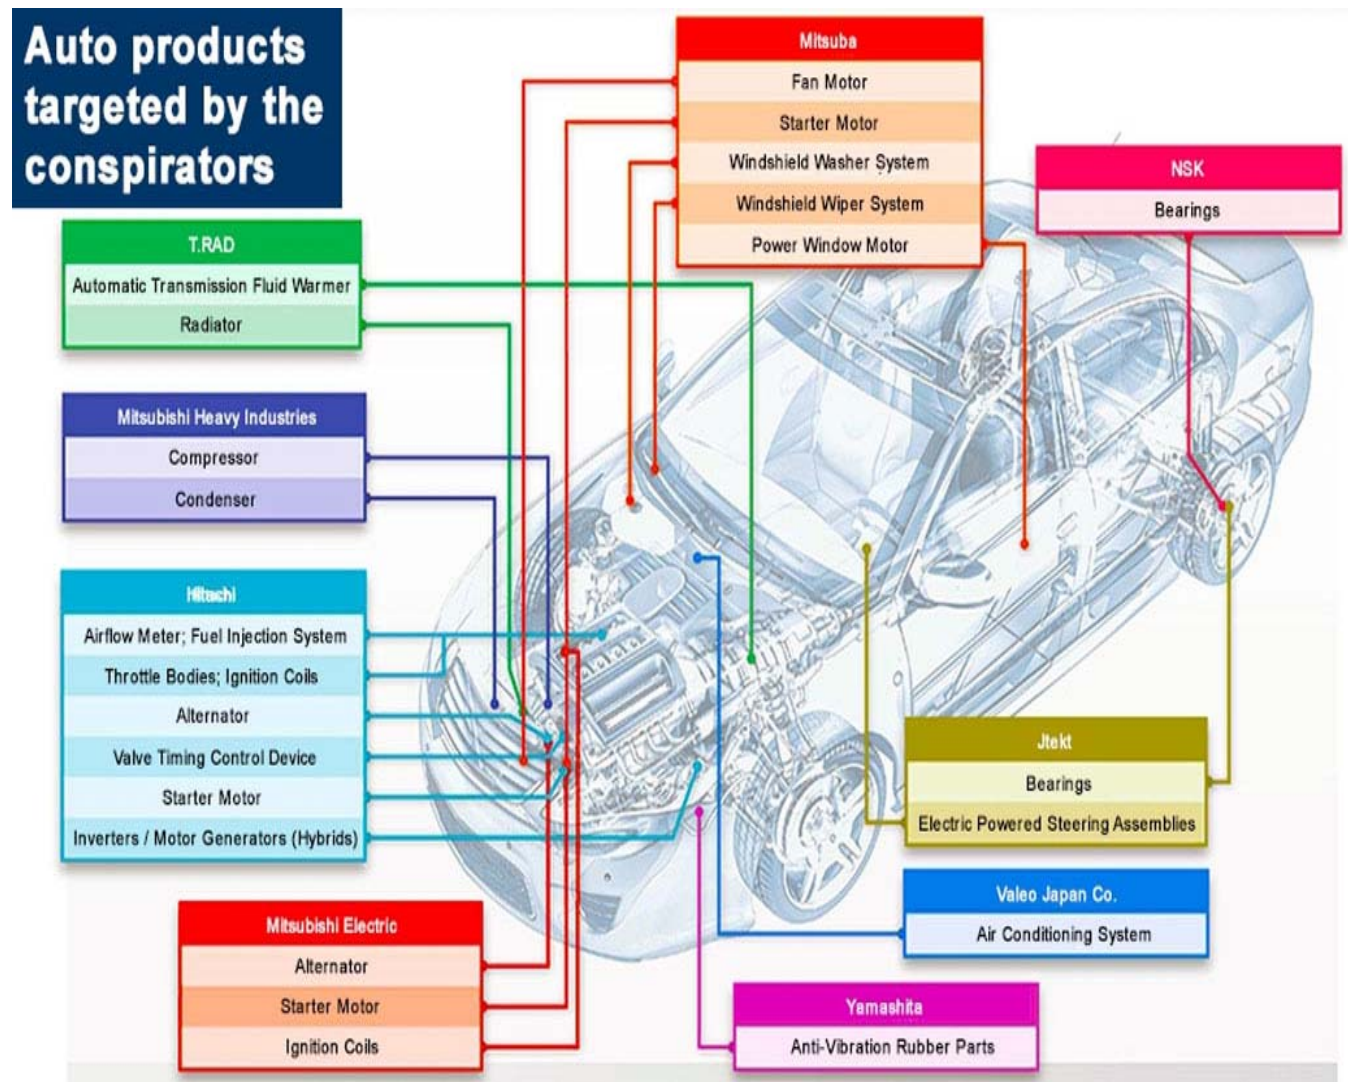 Auto products
targeted by the
conspirators
Mitsuba
Fan Motor
Starter Motor
Windshield Washer System
Windshield Wiper System
Power Window Motor
NSK
Bearings
T.RAD
Automatic Transmission Fluid Warmer
Radiator
Mitsubishi Heavy Industries
Compressor
Condenser
Hitachi
Airflow Meter; Fuel Injection System
Throttle Bodies; Ignition Coils
Alternator
Valve Timing Control Device
Starter Motor
Inverters / Motor Generators (Hybrids)
Jtekt
Bearings
Electric Powered Steering Assemblies
Valeo Japan Co.
Air Conditioning System
Mitsubishi Electric
Alternator
Starter Motor
Ignition Coils
Yamashita
Anti-Vibration Rubber Parts